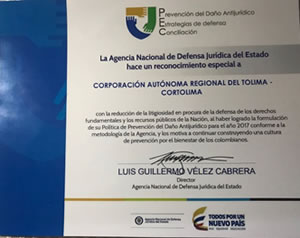 PEC
Prevención del Daño Antijurídico
Estrategias de defensa
Conciliación
La Agencia Nacional de Defensa Jurídica del Estado
hace un reconocimiento especial a
CORPORACIÓN AUTÓNOMA REGIONAL DEL TOLIMA -
CORTOLIMA
con la reducción de la litigiosidad en procura de la defensa de los derechos
fundamentales y los recursos públicos de la Nación, al haber logrado la formulación
de su Política de Prevención del Daño Antijurídico para el año 2017 conforme a la
metodología de la Agencia, y los motiva a continuar construyendo una cultura
de prevención por el bienestar de los colombianos.
LUIS GUILLERMO VÉLEZ CABRERA
Director
Agencia Nacional de Defensa Jurídica del Estado
TODOS POR UN
NUEVO PAÍS
PAZ EQUIDAD EDUCACIÓN